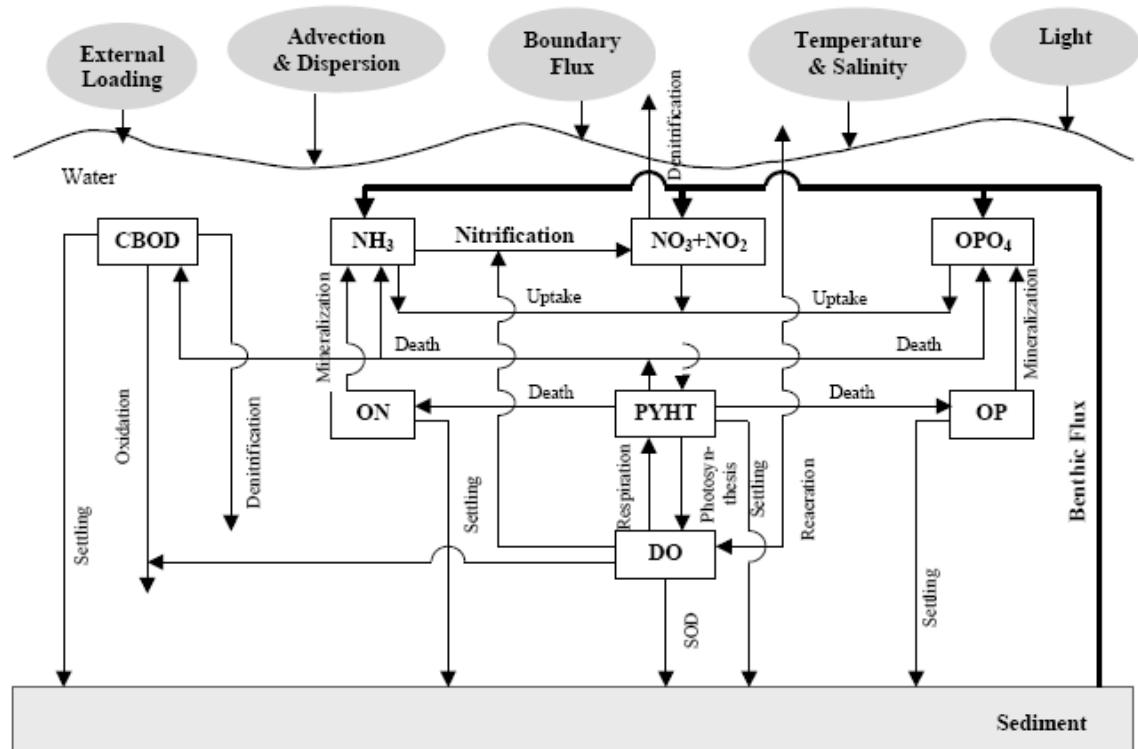 External
Loading
Advection
& Dispersion
Boundary
Flux
Temperature
& Salinity
Light
Denitrification
Water
CBOD
NH₃
Nitrification
NO₃+NO₂
OPO₄
Uptake
Uptake
Mineralization
Death
Death
Mineralization
ON
Death
PYHT
Death
OP
Oxidation
Denitnification
Settling
Settling
Respiration
Photosyn-
thesis
Settling
Reaeration
Benthic Flux
DO
Settling
SOD
Sediment